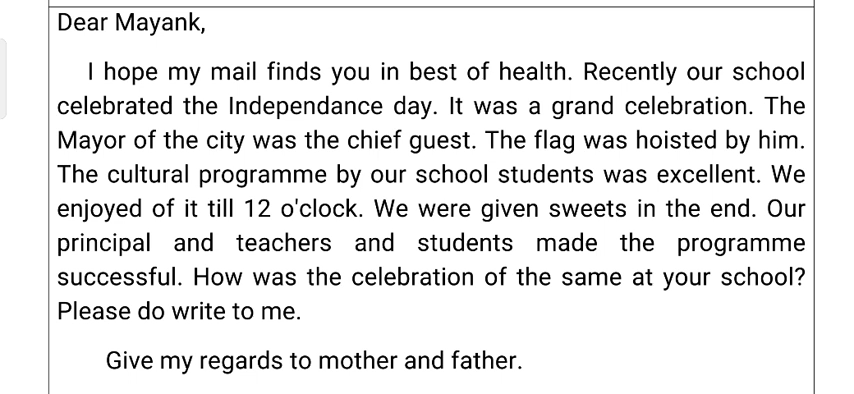 Dear Mayank,
I hope my mail finds you in best of health. Recently our school
celebrated the Independance day. It was a grand celebration. The
Mayor of the city was the chief guest. The flag was hoisted by him.
The cultural programme by our school students was excellent. We
enjoyed of it till 12 o'clock. We were given sweets in the end. Our
principal and teachers and students made the programme
successful. How was the celebration of the same at your school?
Please do write to me.
Give my regards to mother and father.